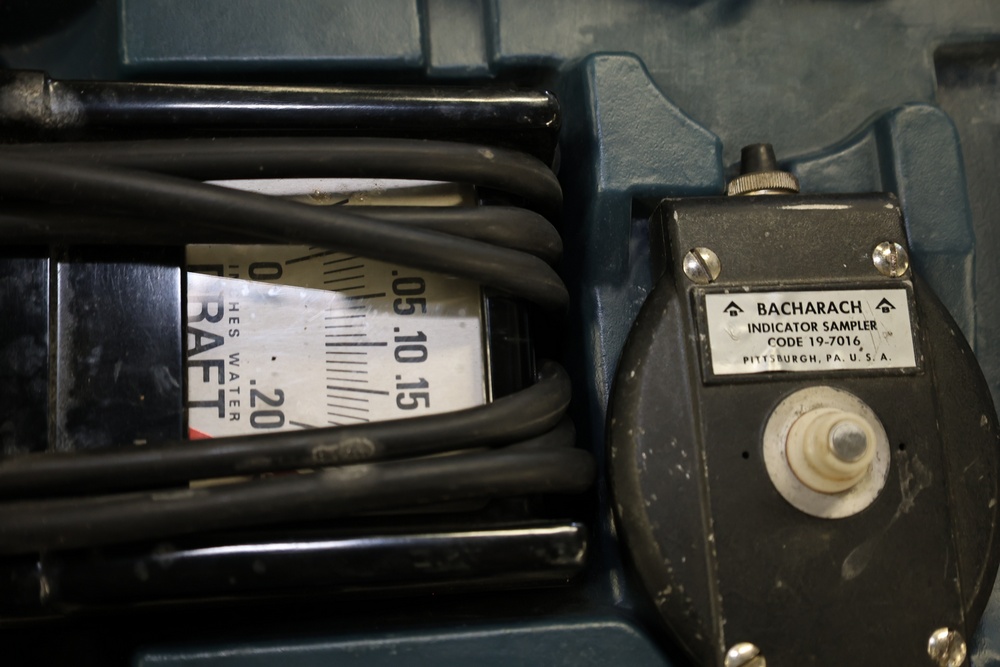 .05 .10 .15
0
.20
HES WATER
RAFT
BACHARACH
INDICATOR SAMPLER
CODE 19-7016
PITTSBURGH, PA. U. S. A.